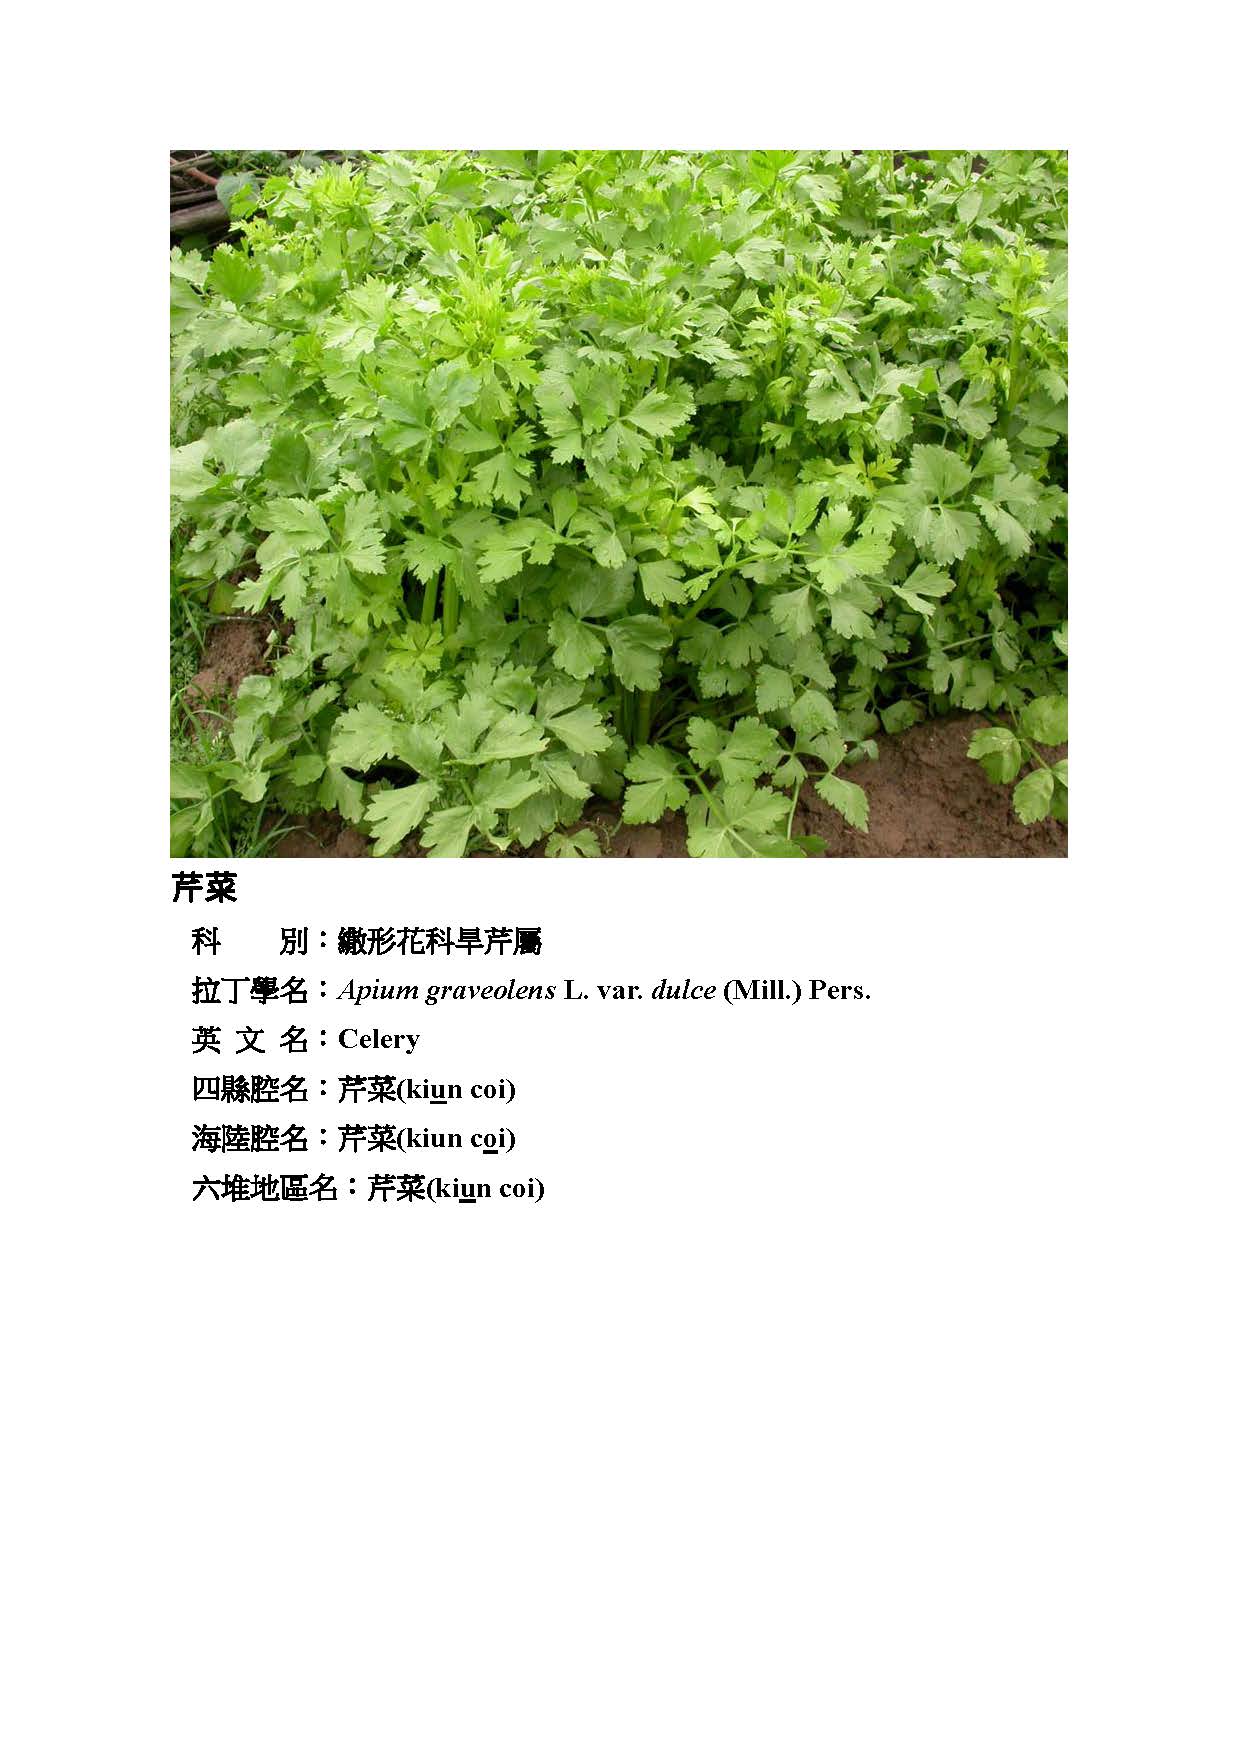 芹菜
科　　別：繖形花科旱芹屬
拉丁學名：Apium graveolens L. var. dulce (Mill.) Pers.
英 文 名：Celery
四縣腔名：芹菜(kiun coi)
海陸腔名：芹菜(kiun coi)
六堆地區名：芹菜(kiun coi)